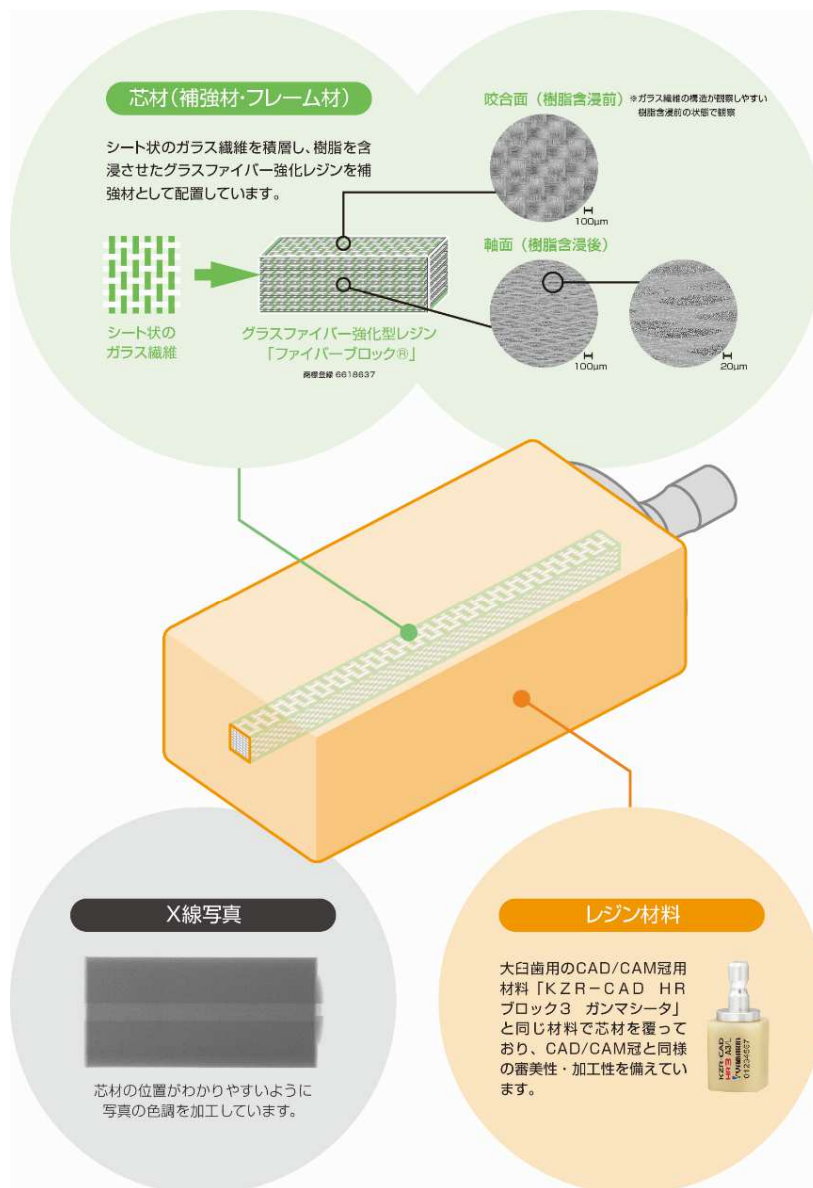 芯材（補強材・フレーム材）
シート状のガラス繊維を積層し、樹脂を含
浸させたグラスファイバー強化レジンを補
強材として配置しています。
シート状の
ガラス繊維
グラスファイバー強化型レジン
「ファイバーブロック®」
商標登録 6618637
咬合面（樹脂含浸前）
※ガラス繊維の構造が観察しやすい
樹脂含浸前の状態で観察
100μm
軸面（樹脂含浸後）
100μm
20μm
X線写真
芯材の位置がわかりやすいように
写真の色調を加工しています。
レジン材料
大臼歯用のCAD/CAM冠用
材料「KZR-CAD HR
ブロック3 ガンマシータ」
と同じ材料で芯材を覆って
おり、CAD/CAM冠と同様
の審美性・加工性を備えてい
ます。
KZR-CAD
HR3 A3/L
01234567